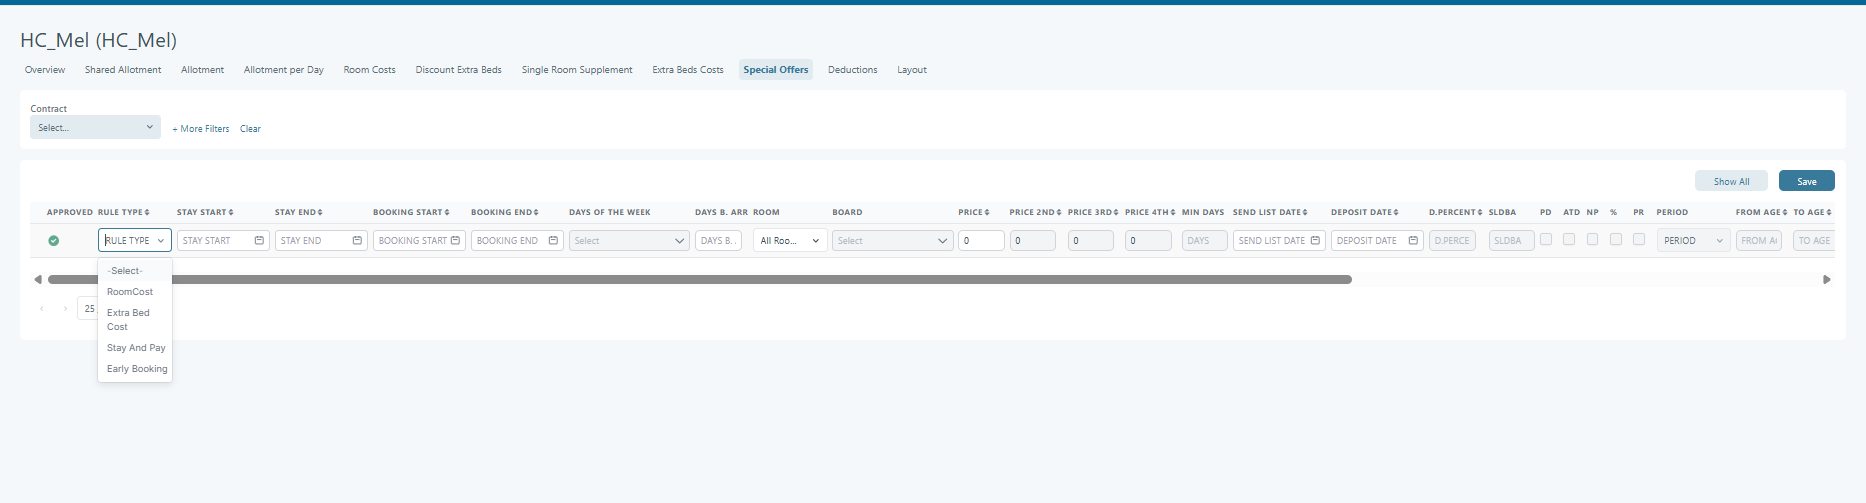 HC_Mel (HC_Mel)
Overview Shared Allotment Allotment Allotment per Day Room Costs Discount Extra Beds Single Room Supplement Extra Beds Costs Special Offers Deductions Layout
Contract
Select... + More Filters Clear
Show All Save
APPROVED RULE TYPE STAY START STAY END BOOKING START BOOKING END DAYS OF THE WEEK DAYS B. ARR ROOM BOARD PRICE PRICE 2ND PRICE 3RD PRICE 4TH MIN DAYS SEND LIST DATE DEPOSIT DATE D.PERCENT SLDBA PD ATD NP % PR PERIOD FROM AGE TO AGE
RULE TYPE STAY START STAY END BOOKING START BOOKING END Select DAYS B. All Roo... Select 0 0 0 0 DAYS SEND LIST DATE DEPOSIT DATE D.PERCE SLDBA PERIOD FROM TO AGE
-Select-
RoomCost
Extra Bed
Cost
Stay And Pay
Early Booking
25